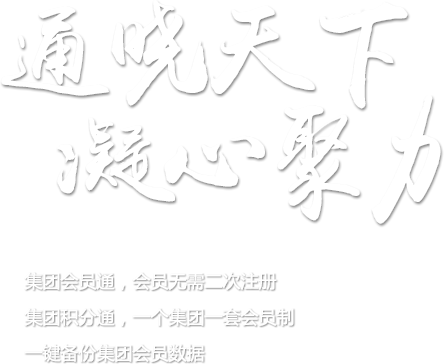 通晓天下
凝心聚力
集团会员通，会员无需二次注册
集团积分通，一个集团一套会员制
一键备份集团会员数据